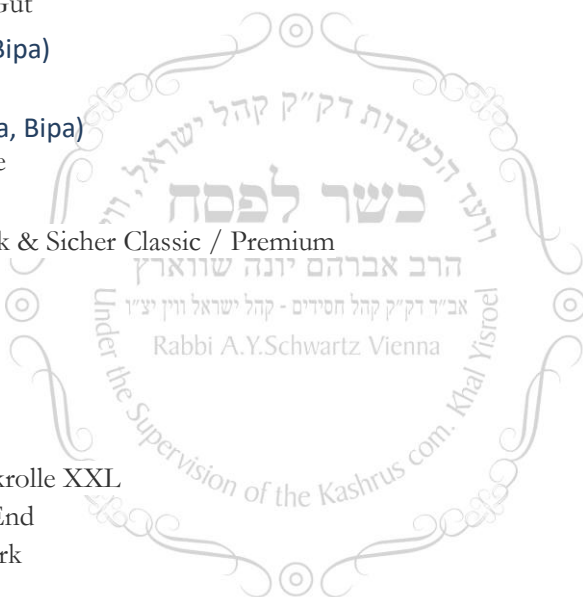 Gut
Bipa)
a, Bipa)
e
k & Sicher Classic / Premium
krolle XXL
End
rk
ועד הכשרות דק״ק קהל ישראל, ווין
כשר לפסח
הרב אברהם יונה שווארץ
אב״ד דק״ק קהל חסידים - קהל ישראל ווין יצ״ו
Rabbi A.Y.Schwartz Vienna
Under the Supervision of the Kashrus com. Khal Yisroel